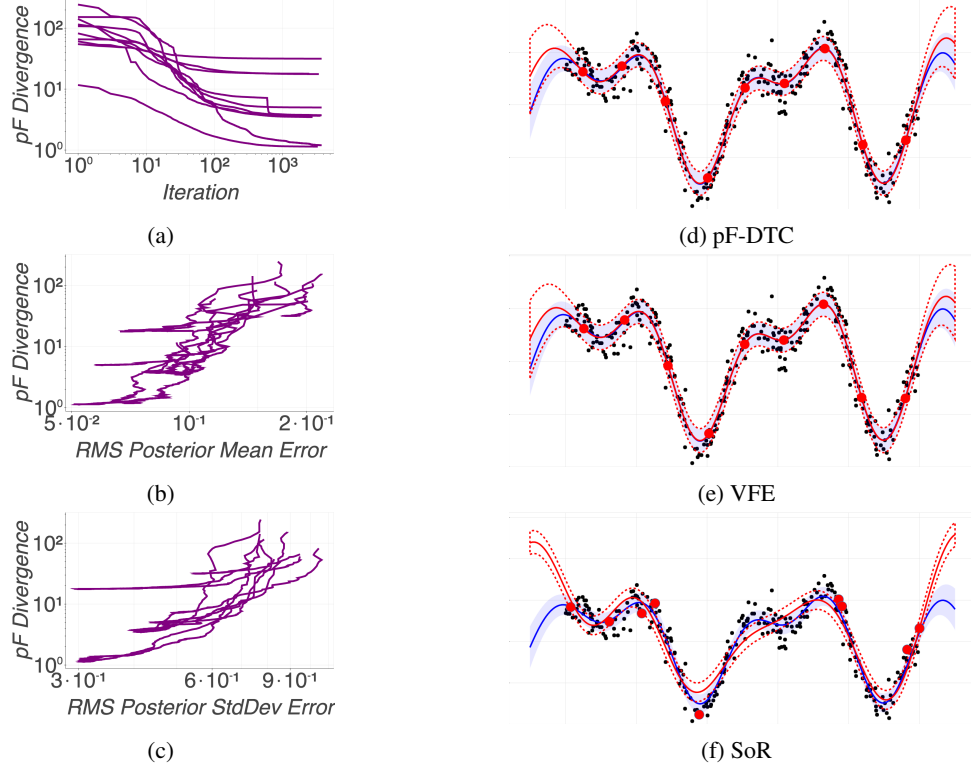 pF Divergence
10²
10¹
10⁰
10⁰
10¹
10²
10³
Iteration
(a)
pF Divergence
10²
10¹
10⁰
5·10⁻²
10⁻¹
2·10⁻¹
RMS Posterior Mean Error
(b)
pF Divergence
10²
10¹
10⁰
3·10⁻¹
6·10⁻¹
9·10⁻¹
RMS Posterior StdDev Error
(c)
(d) pF-DTC
(e) VFE
(f) SoR